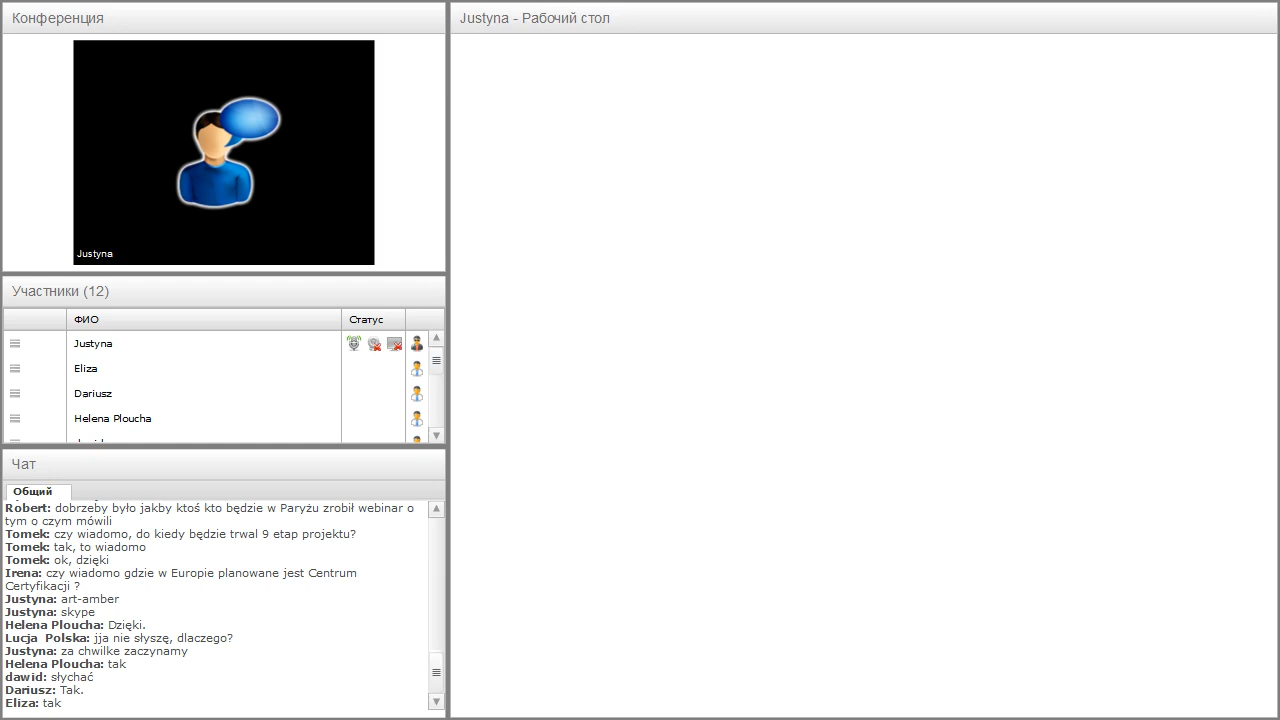 Конференция
Justyna - Рабочий стол
Justyna
Участники (12)
ФИО
Статус
Justyna
Eliza
Dariusz
Helena Ploucha
Чат
Общий
Robert: dobrzeby było jakby ktoś kto będzie w Paryżu zrobił webinar o
tym o czym mówili
Tomek: czy wiadomo, do kiedy będzie trwal 9 etap projektu?
Tomek: tak, to wiadomo
Tomek: ok, dzięki
Irena: czy wiadomo gdzie w Europie planowane jest Centrum
Certyfikacji ?
Justyna: art-amber
Justyna: skype
Helena Ploucha: Dzięki.
Lucja  Polska: jja nie słyszę, dlaczego?
Justyna: za chwilke zaczynamy
Helena Ploucha: tak
dawid: słychać
Dariusz: Tak.
Eliza: tak